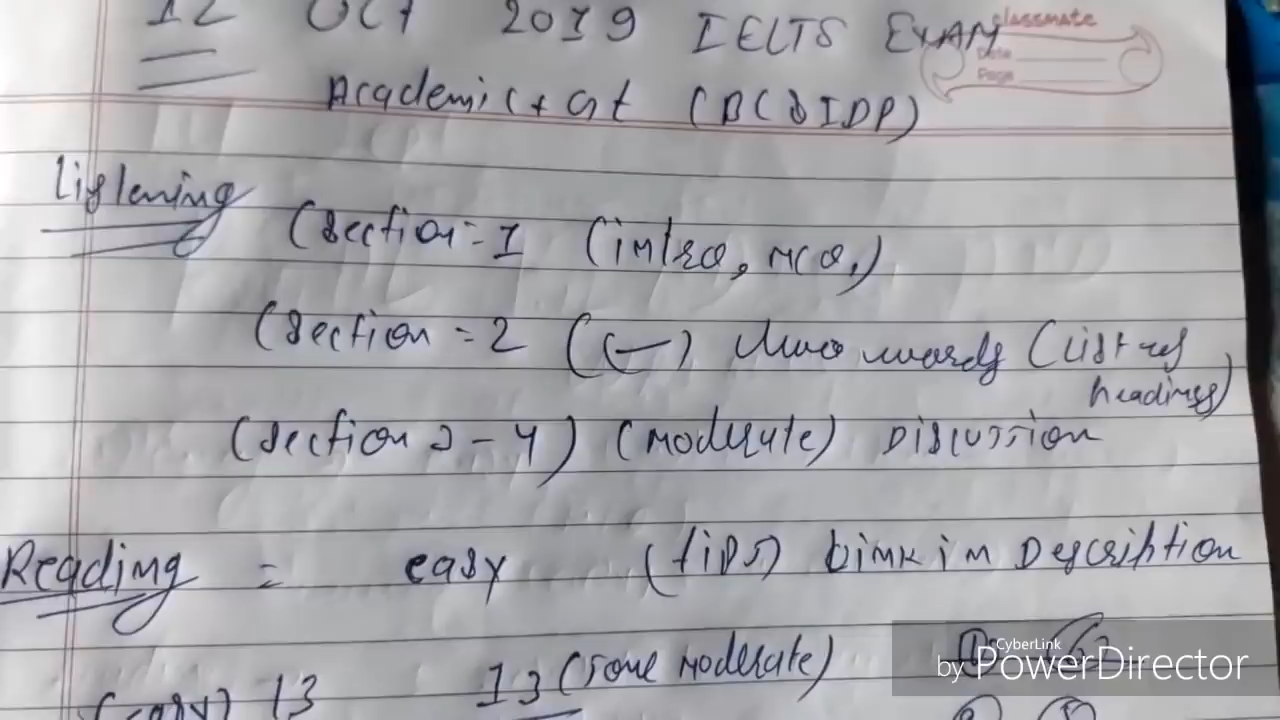 12 Oct 2019 IELTS EXAM
classmate
Date
Page
Academic + Gt (BC & IDP)
Listening
(Section = 1 (intro, MCQ,)
(Section = 2 ((—) two words (List of headings)
(Section 3 - 4) (moderate) Discussion
Reading = easy (tips) Link in Description
(easy) 13 13 (some moderate)
CyberLink
by PowerDirector